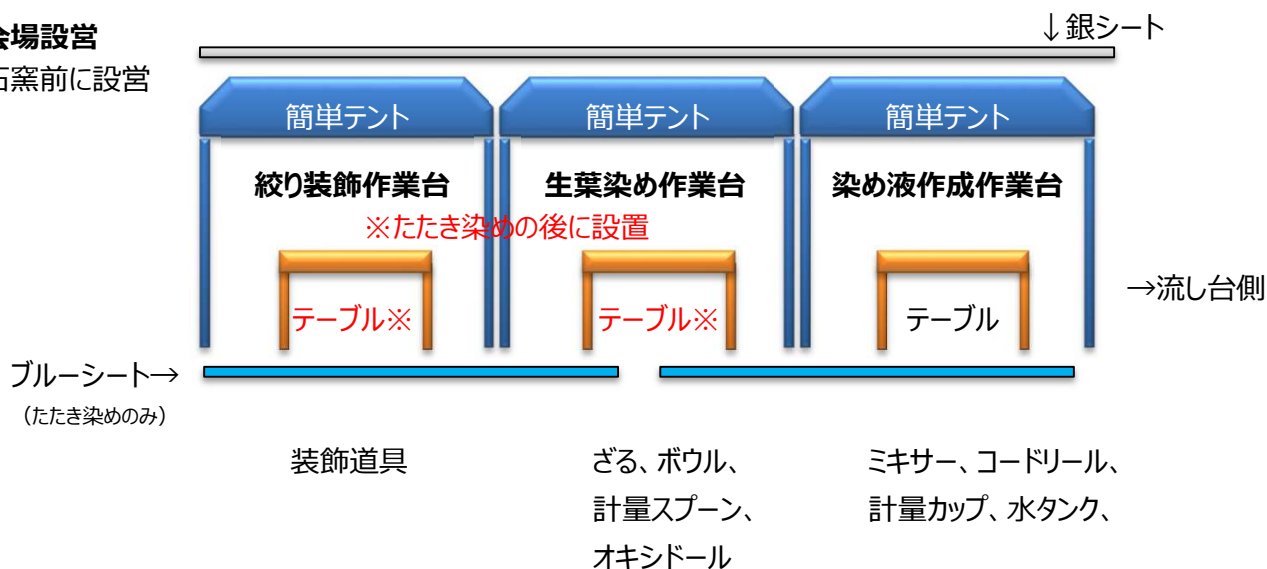 ↓銀シート
場設営
窯前に設営
簡単テント
簡単テント
簡単テント
絞り装飾作業台
生葉染め作業台
染め液作成作業台
※たたき染めの後に設置
テーブル※
テーブル※
テーブル
→流し台側
ブルーシート→
(たたき染めのみ)
装飾道具
ざる、ボウル、
計量スプーン、
オキシドール
ミキサー、コードリール、
計量カップ、水タンク、